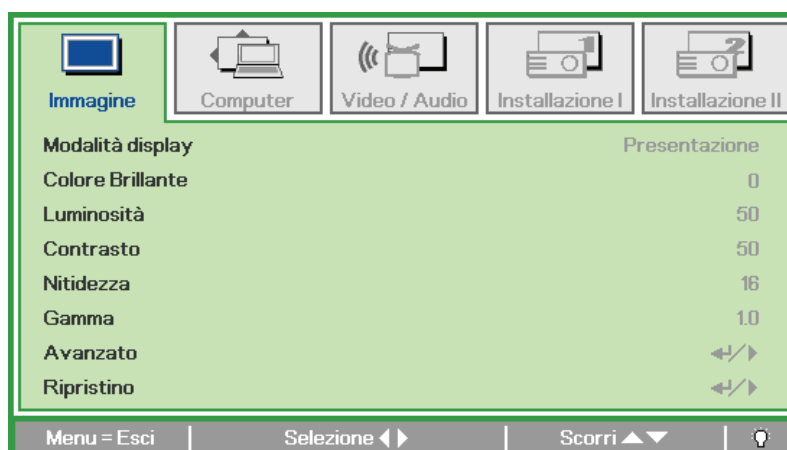 Immagine Computer Video / Audio Installazione I Installazione II
Modalità display Presentazione
Colore Brillante 0
Luminosità 50
Contrasto 50
Nitidezza 16
Gamma 1.0
Avanzato
Ripristino
Menu = Esci Selezione Scorri